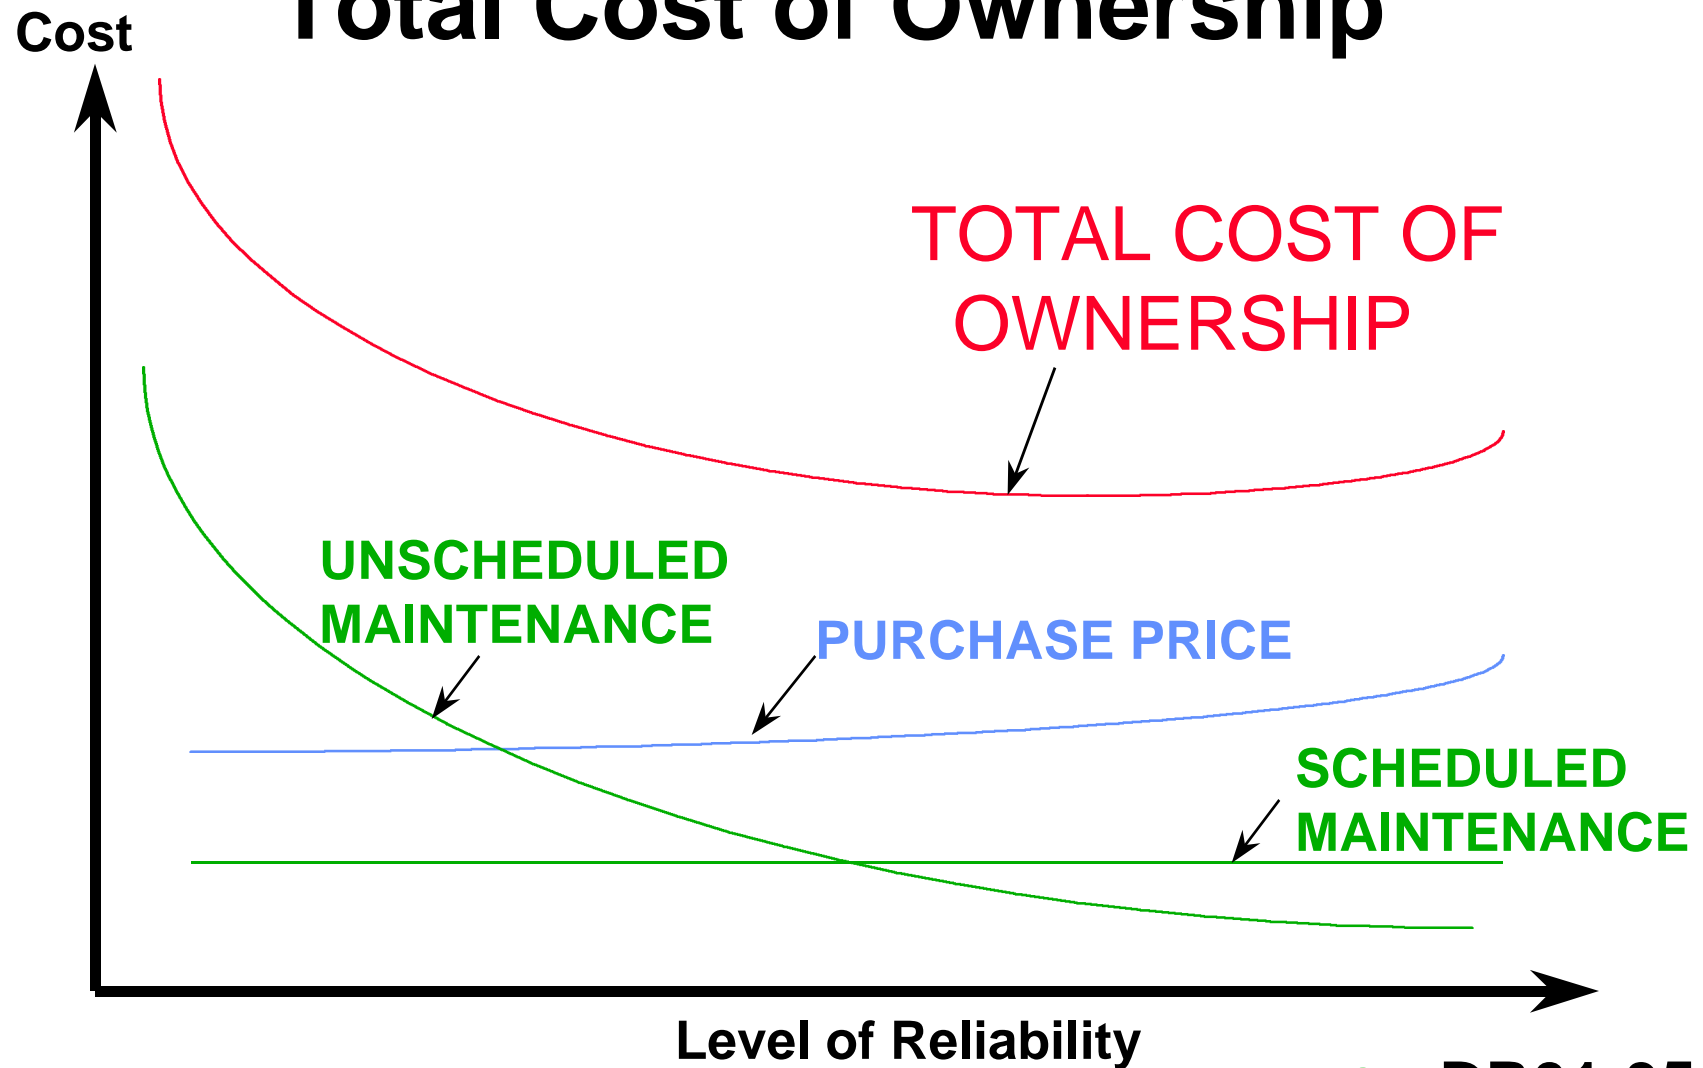 Total Cost of Ownership
Cost
TOTAL COST OF
OWNERSHIP
UNSCHEDULED
MAINTENANCE
PURCHASE PRICE
SCHEDULED
MAINTENANCE
Level of Reliability